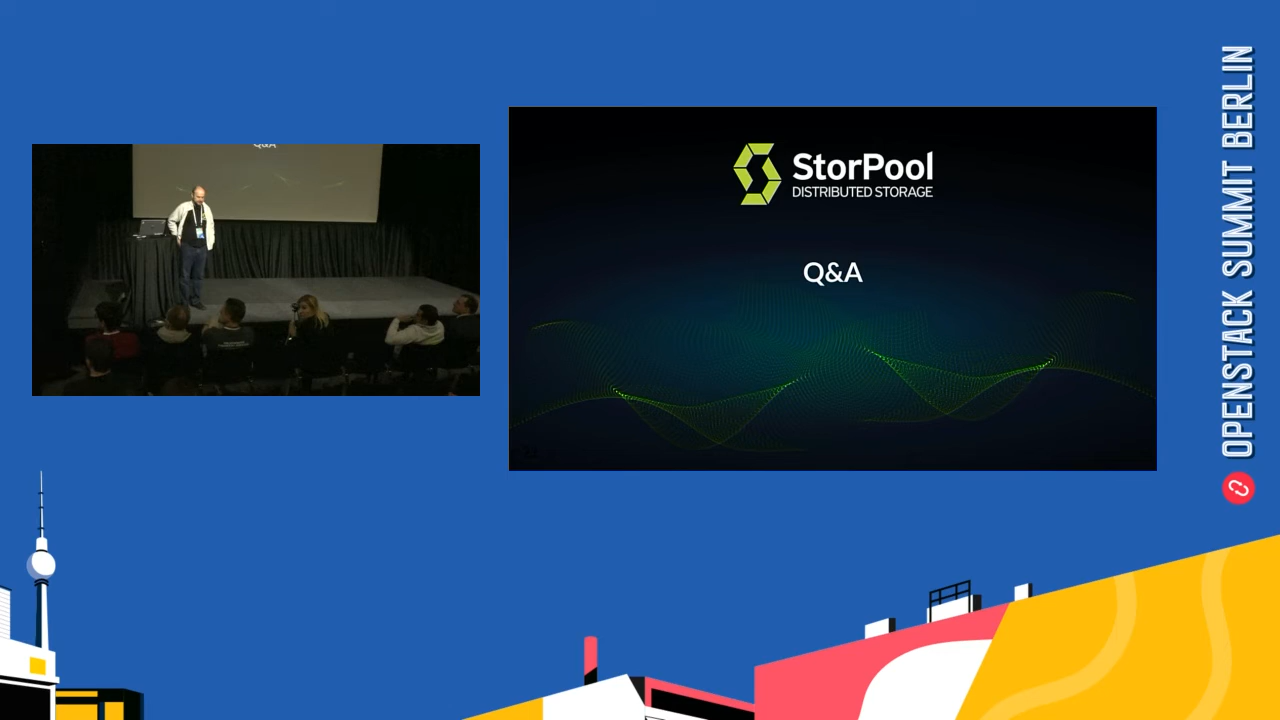 Q&A
StorPool
DISTRIBUTED STORAGE
Q&A
OPENSTACK SUMMIT BERLIN